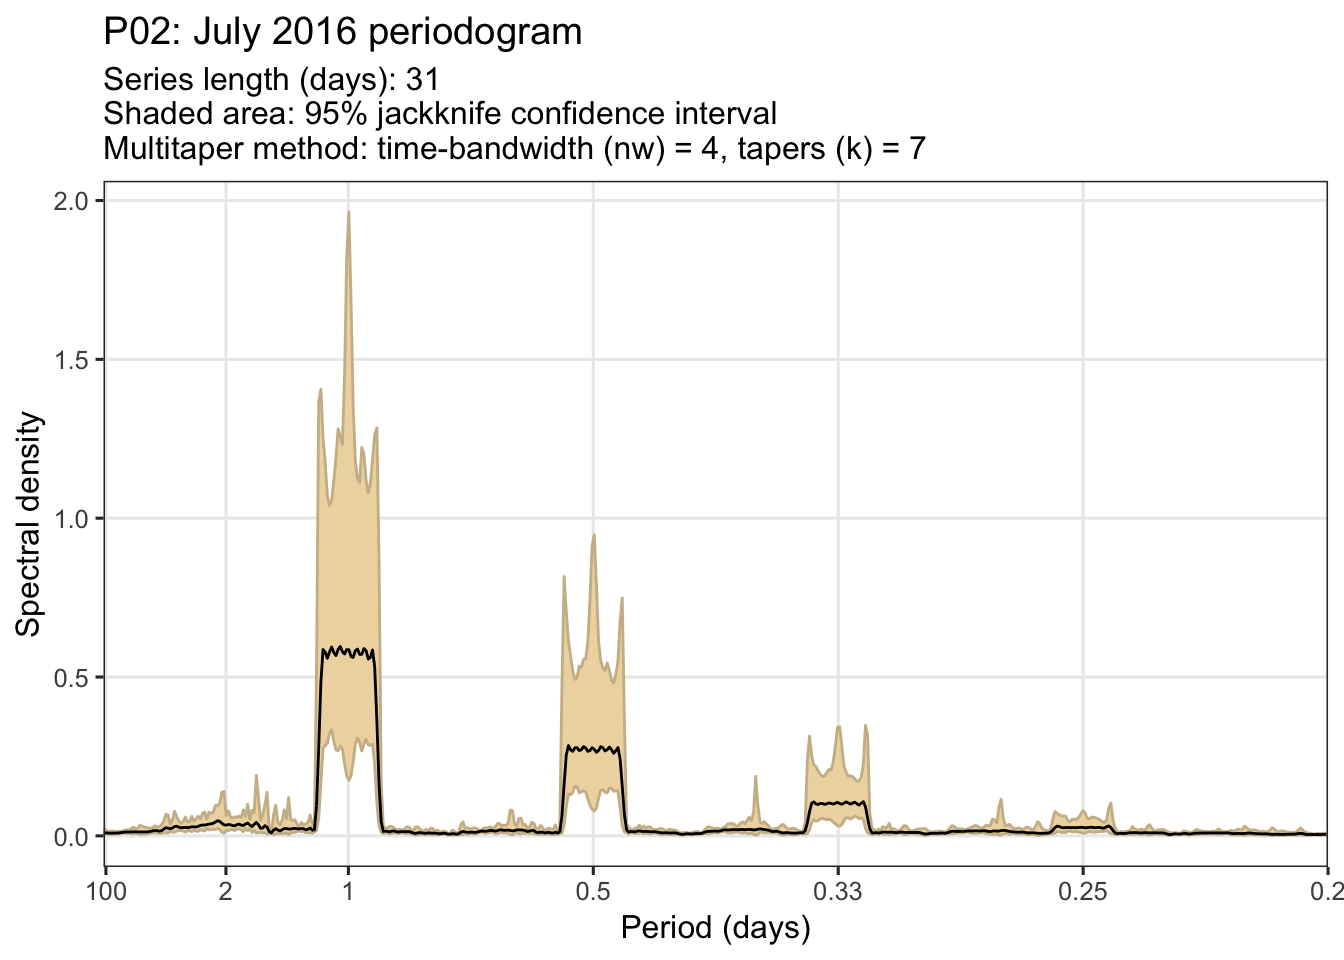 P02: July 2016 periodogram
Series length (days): 31
Shaded area: 95% jackknife confidence interval
Multitaper method: time-bandwidth (nw) = 4, tapers (k) = 7
2.0
1.5
1.0
0.5
0.0
Spectral density
100 2 1 0.5 0.33 0.25 0.2
Period (days)